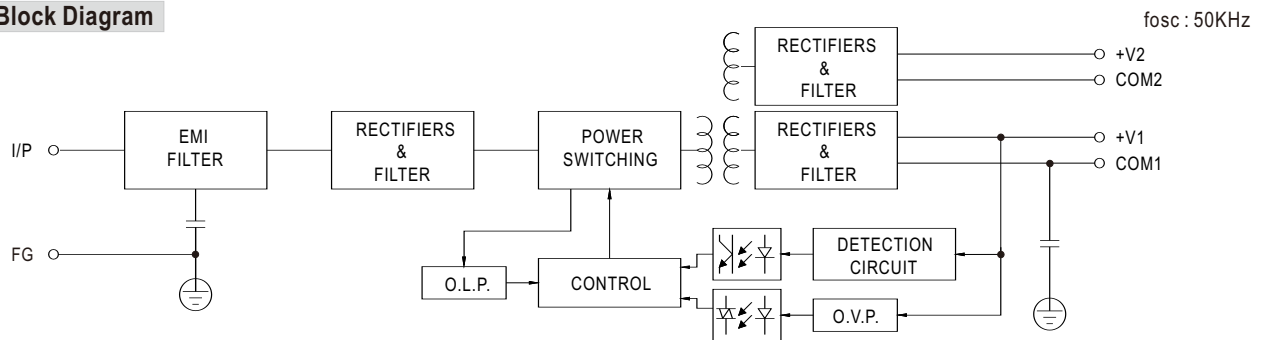 Block Diagram
fosc : 50KHz
RECTIFIERS
&
FILTER
+V2
COM2
I/P
EMI
FILTER
RECTIFIERS
&
FILTER
POWER
SWITCHING
RECTIFIERS
&
FILTER
+V1
COM1
FG
O.L.P.
CONTROL
DETECTION
CIRCUIT
O.V.P.